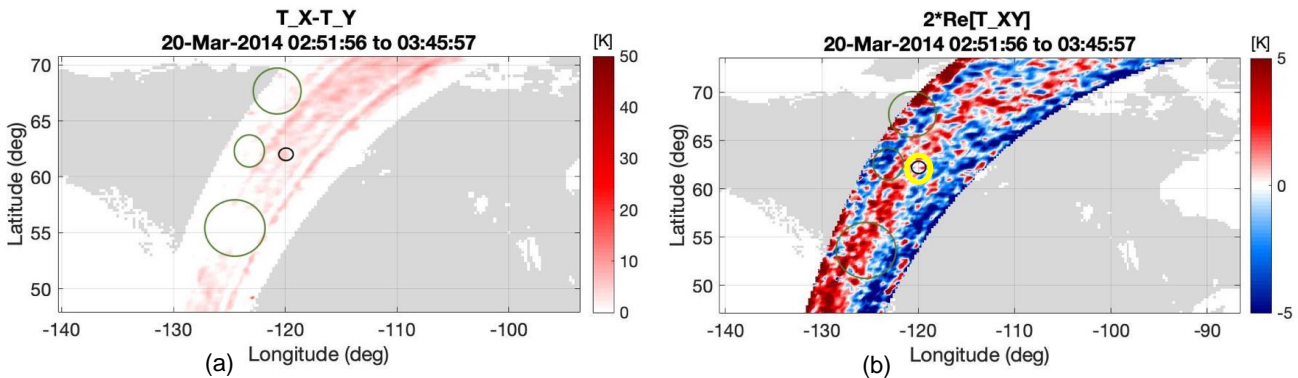 T_X-T_Y
20-Mar-2014 02:51:56 to 03:45:57
[K]
50
40
30
20
10
0
70
65
60
55
50
Latitude (deg)
-140 -130 -120 -110 -100
Longitude (deg)
(a)
2*Re[T_XY]
20-Mar-2014 02:51:56 to 03:45:57
[K]
5
0
-5
70
65
60
55
50
Latitude (deg)
-140 -130 -120 -110 -100 -90
Longitude (deg)
(b)